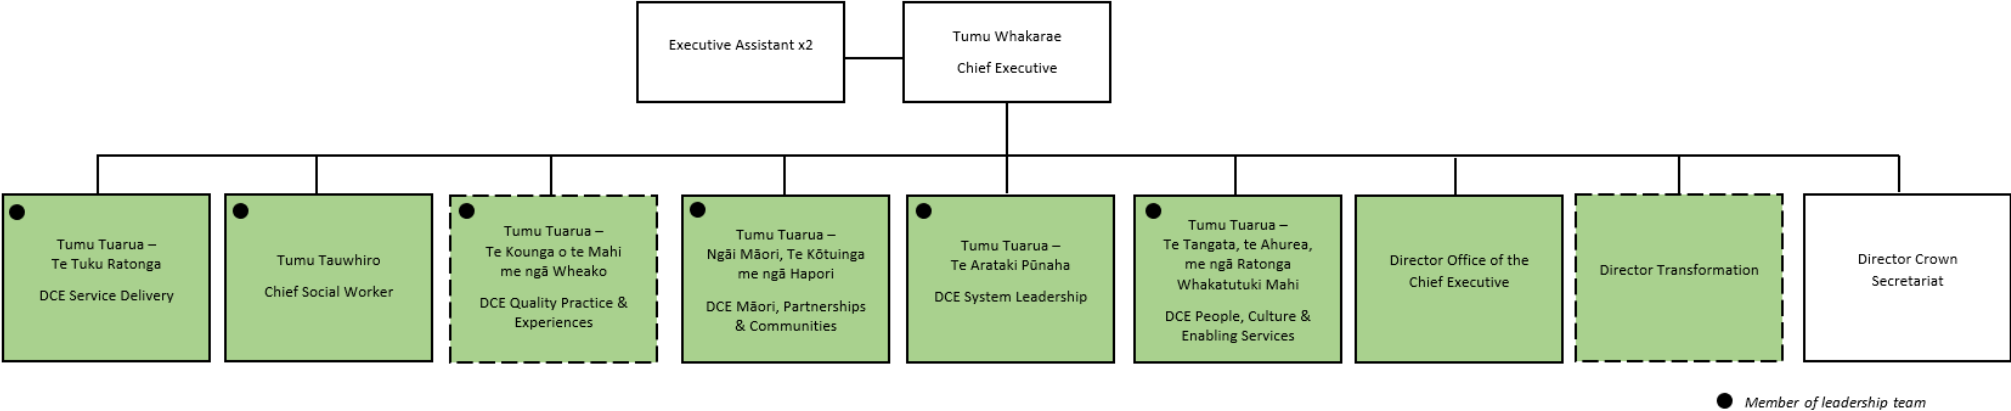 Executive Assistant x2
Tumu Whakarae
Chief Executive
Tumu Tuarua –
Te Tuku Ratonga
DCE Service Delivery
Tumu Tauwhiro
Chief Social Worker
Tumu Tuarua –
Te Kounga o te Mahi
me ngā Wheako
DCE Quality Practice &
Experiences
Tumu Tuarua –
Ngāi Māori, Te Kōtuinga
me ngā Hapori
DCE Māori, Partnerships
& Communities
Tumu Tuarua –
Te Arataki Pūnaha
DCE System Leadership
Tumu Tuarua –
Te Tangata, te Ahurea,
me ngā Ratonga
Whakatutuki Mahi
DCE People, Culture &
Enabling Services
Director Office of the
Chief Executive
Director Transformation
Director Crown
Secretariat
Member of leadership team